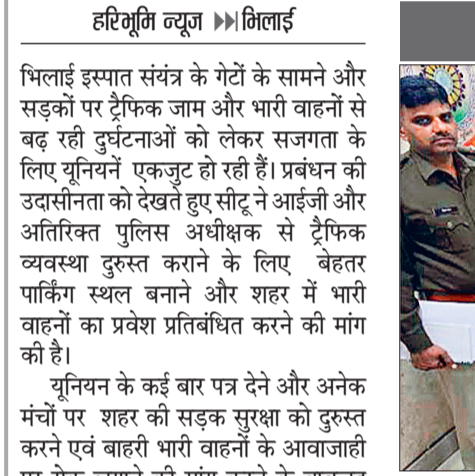 हरिभूमि न्यूज ▶▶| भिलाई
भिलाई इस्पात संयंत्र के गेटों के सामने और
सड़कों पर ट्रैफिक जाम और भारी वाहनों से
बढ़ रही दुर्घटनाओं को लेकर सजगता के
लिए यूनियनें एकजुट हो रही हैं। प्रबंधन की
उदासीनता को देखते हुए सीटू ने आईजी और
अतिरिक्त पुलिस अधीक्षक से ट्रैफिक
व्यवस्था दुरुस्त कराने के लिए बेहतर
पार्किंग स्थल बनाने और शहर में भारी
वाहनों का प्रवेश प्रतिबंधित करने की मांग
की है।
यूनियन के कई बार पत्र देने और अनेक
मंचों पर शहर की सड़क सुरक्षा को दुरुस्त
करने एवं बाहरी भारी वाहनों के आवाजाही